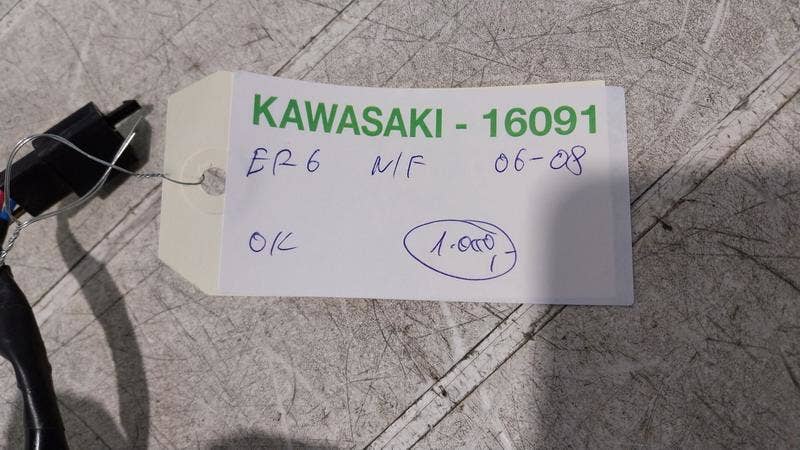 KAWASAKI - 16091
ER6 N/F 06-08
OK 1.000,-